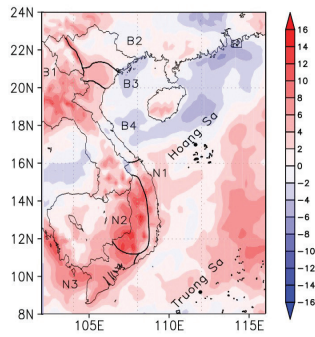 24N
22N
20N
18N
16N
14N
12N
10N
8N
105E
110E
115E
B1
B2
B3
B4
N1
N2
N3
Hoang Sa
Truong Sa
16
14
12
10
8
6
4
2
0
−2
−4
−6
−8
−10
−12
−14
−16